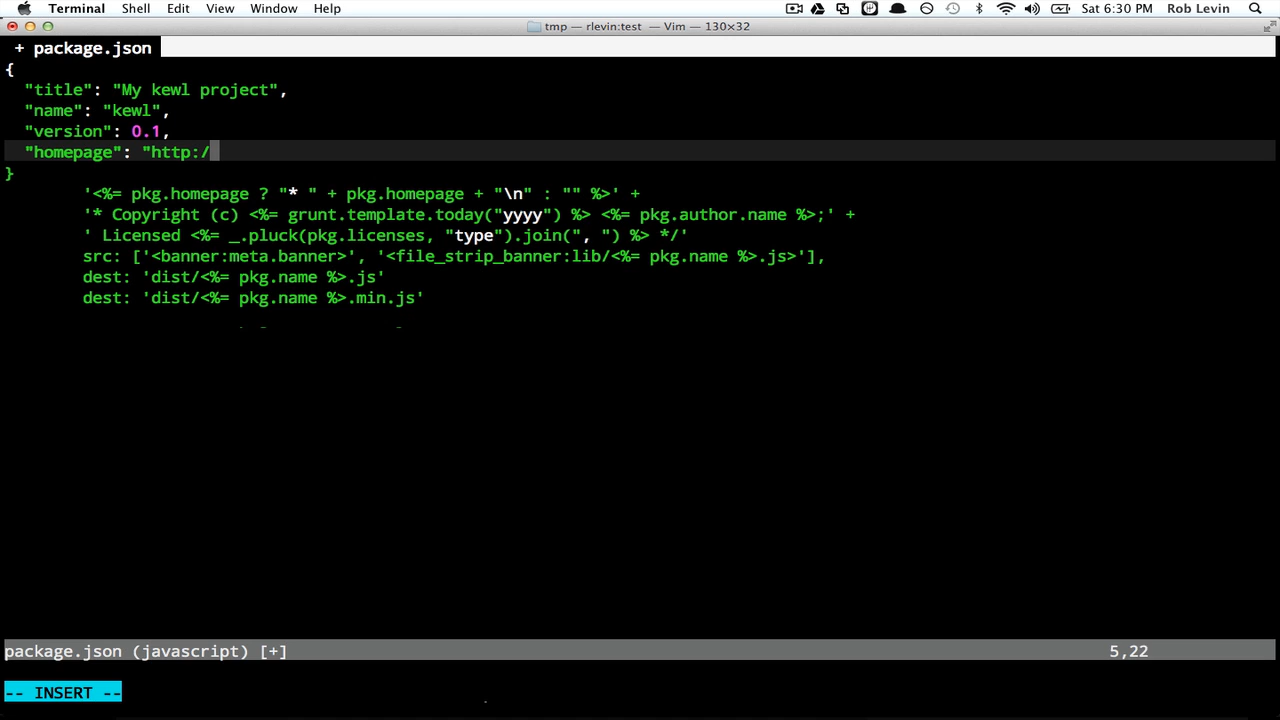 Terminal Shell Edit View Window Help Sat 6:30 PM Rob Levin
tmp — rlevin:test — Vim — 130×32
+ package.json
{
  "title": "My kewl project",
  "name": "kewl",
  "version": 0.1,
  "homepage": "http:/
}
        '<%= pkg.homepage ? "* " + pkg.homepage + "\n" : "" %>' +
        '* Copyright (c) <%= grunt.template.today("yyyy") %> <%= pkg.author.name %>;' +
        ' Licensed <%= _.pluck(pkg.licenses, "type").join(", ") %> */'
        src: ['<banner:meta.banner>', '<file_strip_banner:lib/<%= pkg.name %>.js>'],
        dest: 'dist/<%= pkg.name %>.js'
        dest: 'dist/<%= pkg.name %>.min.js'
package.json (javascript) [+] 5,22
-- INSERT --